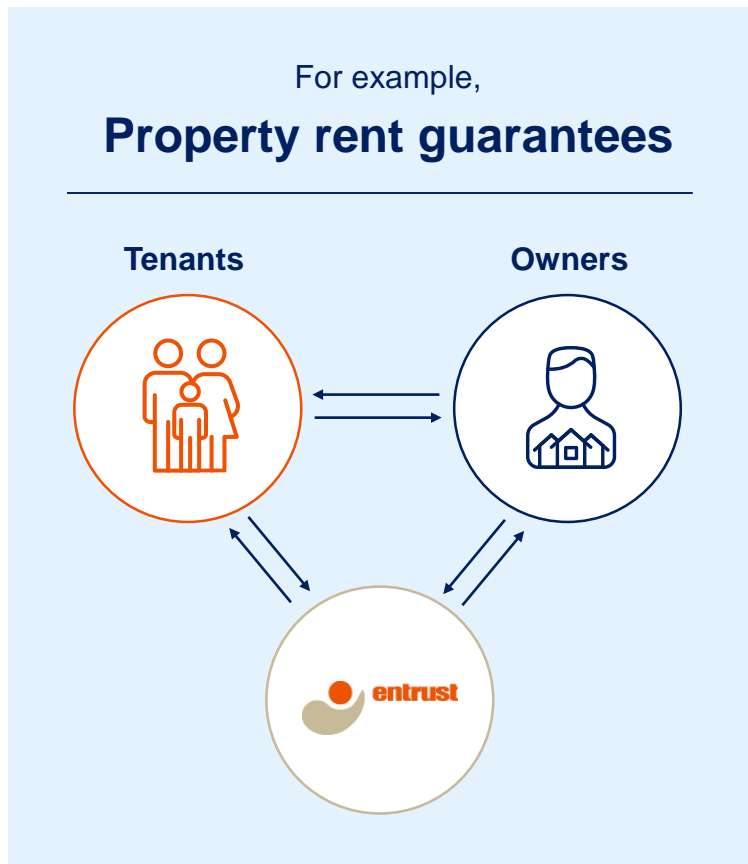 For example,
Property rent guarantees
Tenants
Owners
entrust